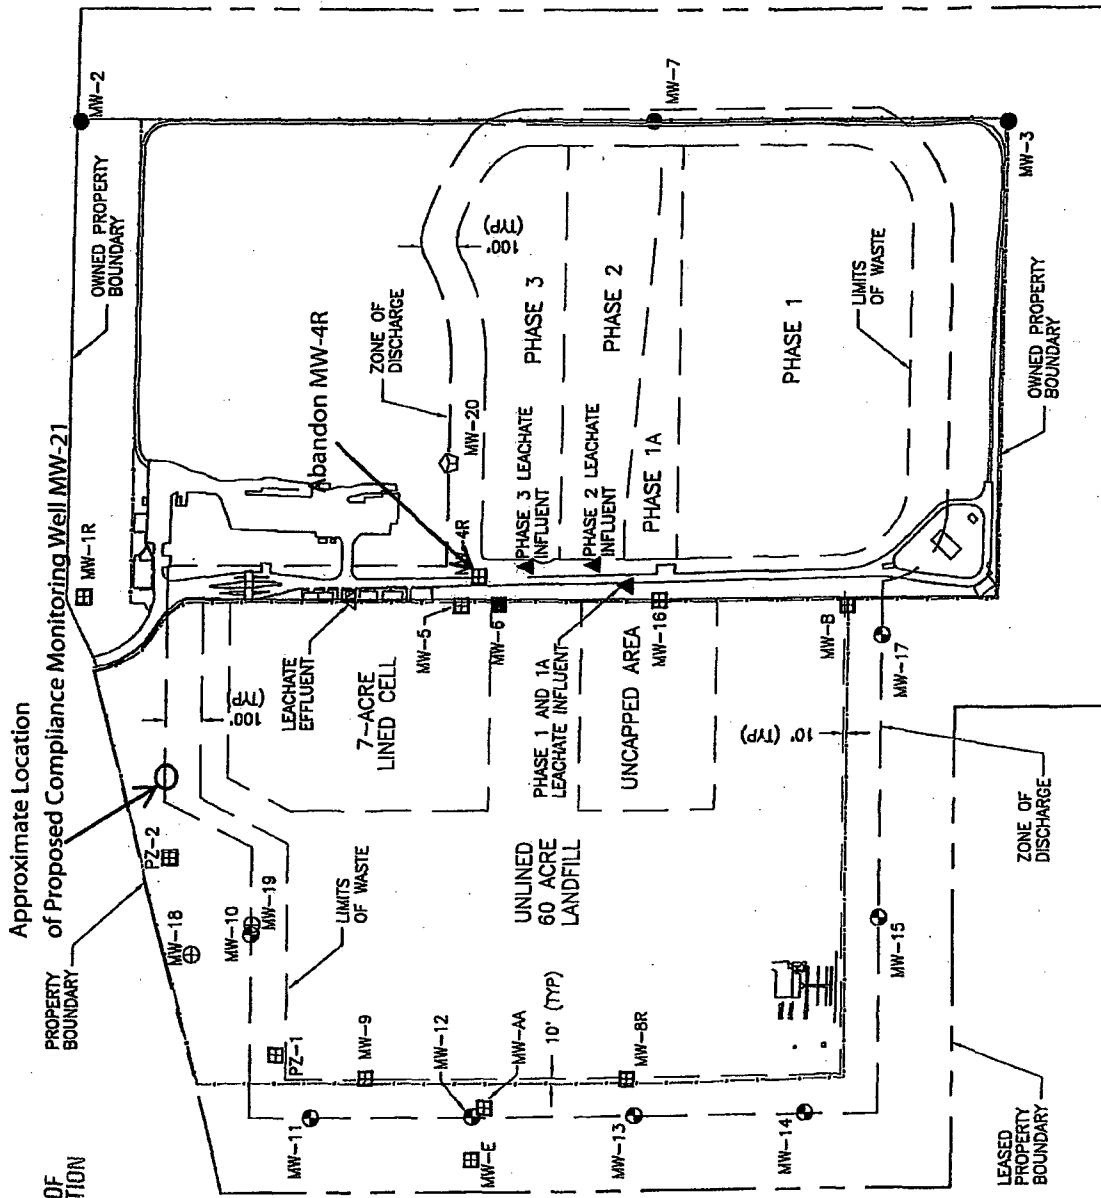 Approximate Location
of Proposed Compliance Monitoring Well MW-21
PROPERTY
BOUNDARY
OF
TION
OWNED PROPERTY
BOUNDARY
MW-2
MW-1R
MW-18
PZ-2
MW-10
MW-19
PZ-1
100'
(TYP)
LIMITS
OF WASTE
LEACHATE
EFFLUENT
7-ACRE
LINED CELL
MW-5
MW-6
MW-4R
Abandon MW-4R
ZONE OF
DISCHARGE
MW-20
100'
(TYP)
MW-7
PHASE 3
PHASE 2
PHASE 3 LEACHATE
INFLUENT
PHASE 2 LEACHATE
INFLUENT
PHASE 1A
PHASE 1
LIMITS
OF WASTE
MW-3
OWNED PROPERTY
BOUNDARY
PHASE 1 AND 1A
LEACHATE INFLUENT
UNCAPPED AREA
MW-16
MW-B
MW-17
10' (TYP)
UNLINED
60 ACRE
LANDFILL
MW-9
MW-12
MW-AA
10' (TYP)
MW-8R
MW-11
MW-E
MW-13
MW-14
MW-15
ZONE OF
DISCHARGE
LEASED
PROPERTY
BOUNDARY